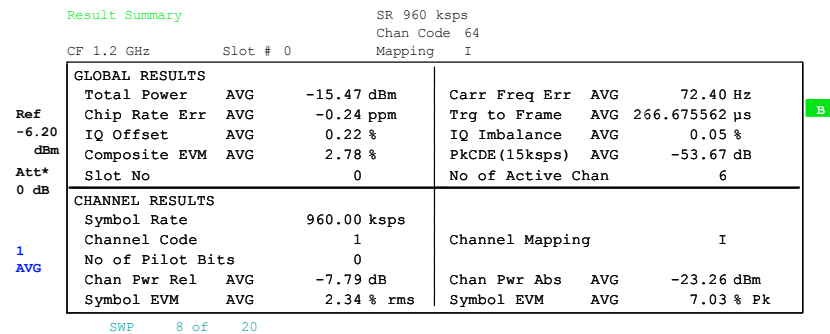 Result Summary SR 960 ksps
Chan Code 64
CF 1.2 GHz Slot # 0 Mapping I
GLOBAL RESULTS
Total Power AVG -15.47 dBm Carr Freq Err AVG 72.40 Hz
Ref Chip Rate Err AVG -0.24 ppm Trg to Frame AVG 266.675562 µs B
-6.20 IQ Offset AVG 0.22 % IQ Imbalance AVG 0.05 %
dBm Composite EVM AVG 2.78 % PkCDE(15ksps) AVG -53.67 dB
Att* Slot No 0 No of Active Chan 6
0 dB
CHANNEL RESULTS
Symbol Rate 960.00 ksps
Channel Code 1 Channel Mapping I
1 No of Pilot Bits 0
AVG Chan Pwr Rel AVG -7.79 dB Chan Pwr Abs AVG -23.26 dBm
Symbol EVM AVG 2.34 % rms Symbol EVM AVG 7.03 % Pk
SWP 8 of 20